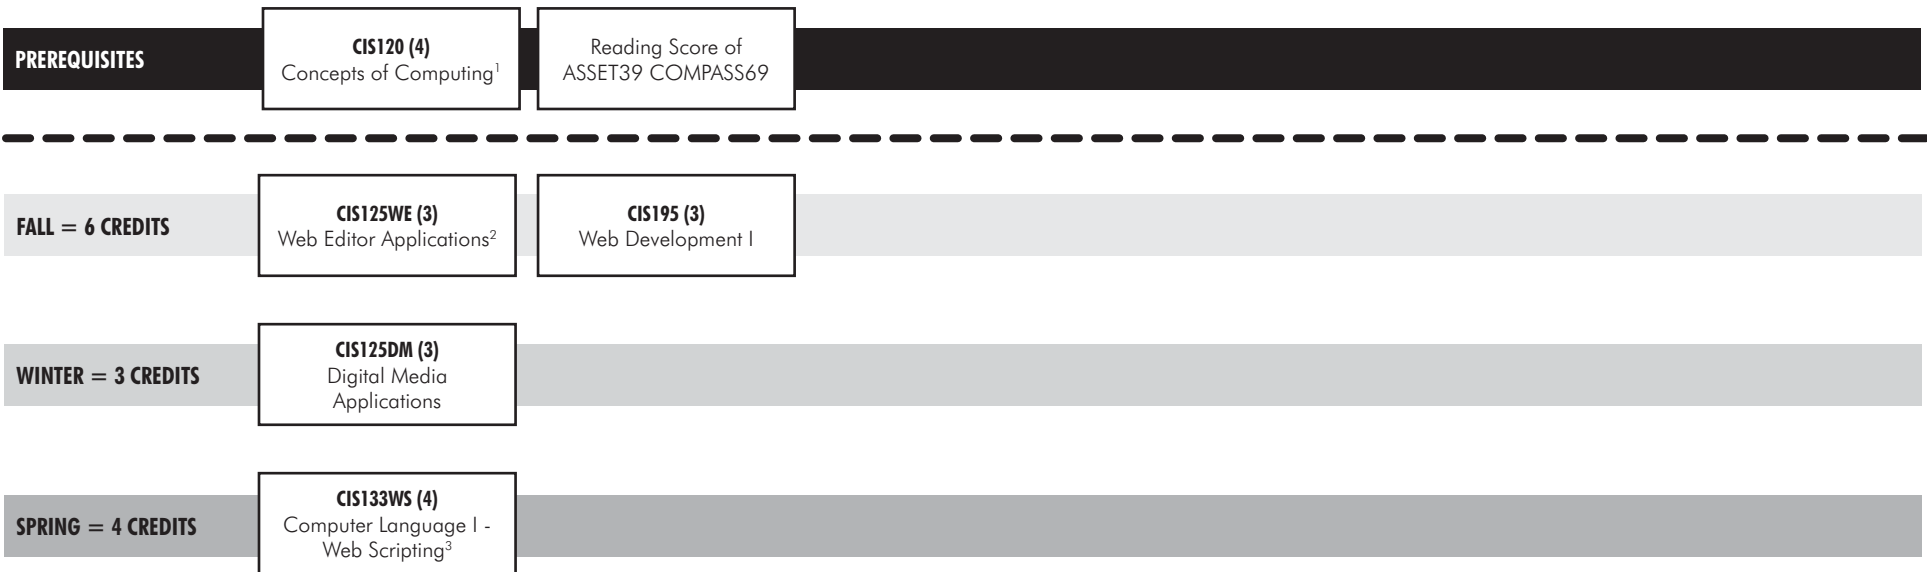 PREREQUISITES
CIS120 (4)
Concepts of Computing¹
Reading Score of
ASSET39 COMPASS69
FALL = 6 CREDITS
CIS125WE (3)
Web Editor Applications²
CIS195 (3)
Web Development I
WINTER = 3 CREDITS
CIS125DM (3)
Digital Media
Applications
SPRING = 4 CREDITS
CIS133WS (4)
Computer Language I -
Web Scripting³